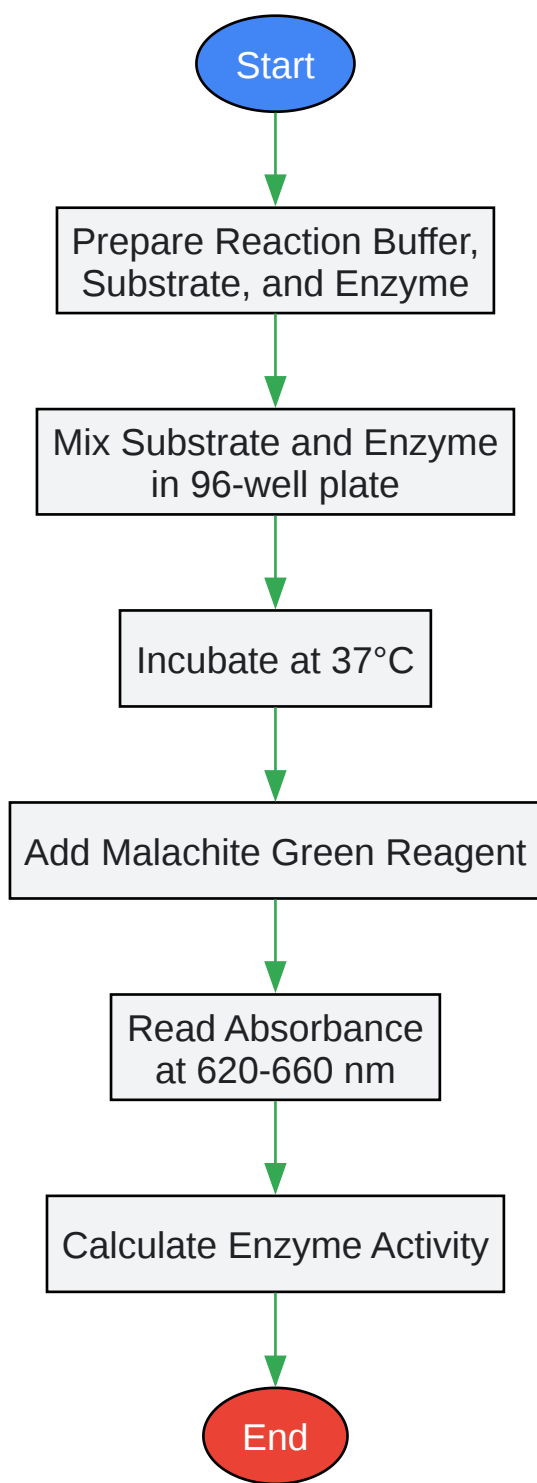 Start
Prepare Reaction Buffer,
Substrate, and Enzyme
Mix Substrate and Enzyme
in 96-well plate
Incubate at 37°C
Add Malachite Green Reagent
Read Absorbance
at 620-660 nm
Calculate Enzyme Activity
End